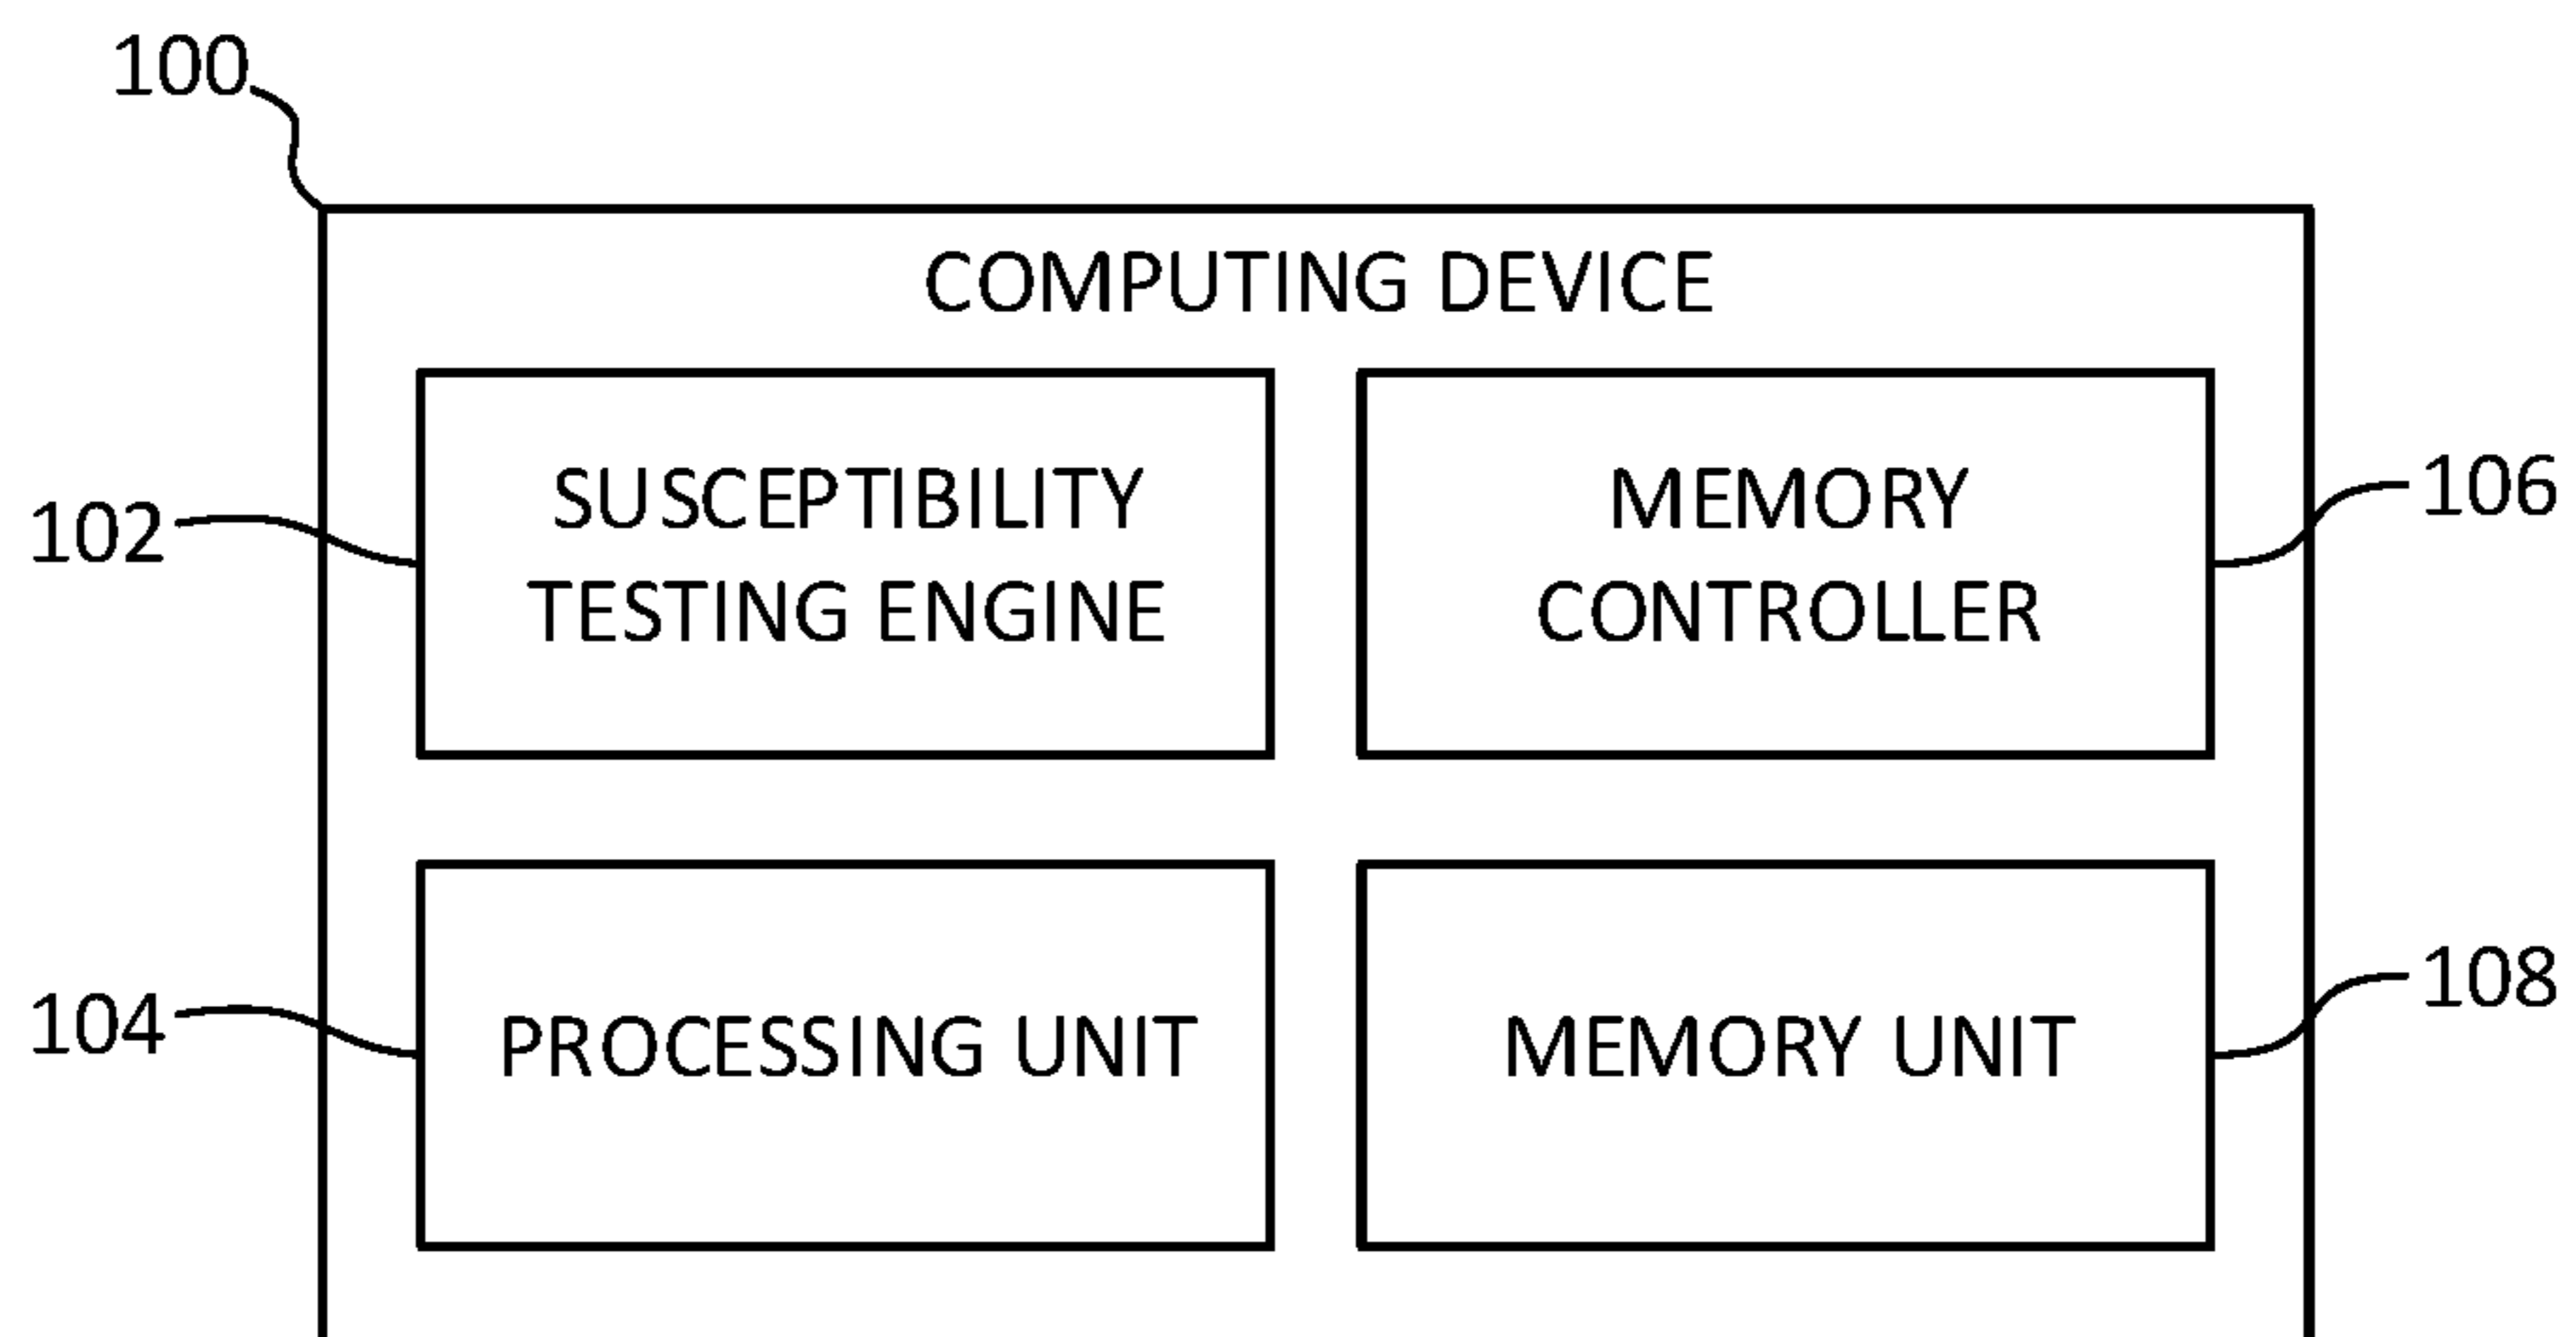 100
COMPUTING DEVICE
SUSCEPTIBILITY
TESTING ENGINE
102
MEMORY
CONTROLLER
106
PROCESSING UNIT
104
MEMORY UNIT
108